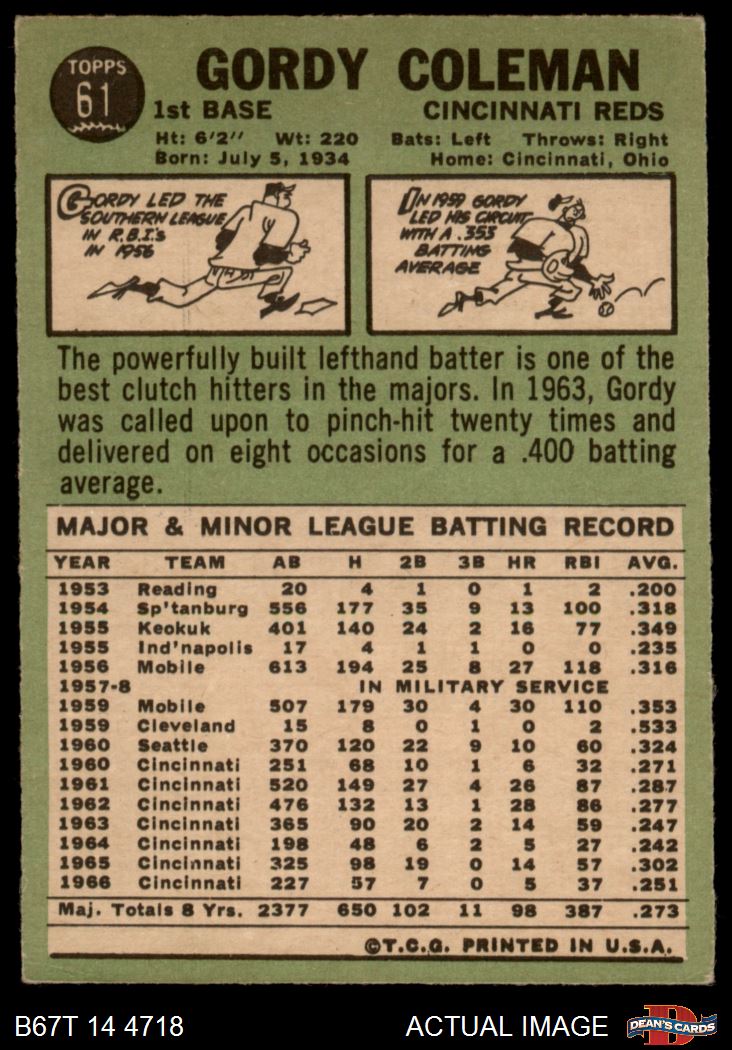 TOPPS
61
GORDY COLEMAN
1st BASE CINCINNATI REDS
Ht: 6'2" Wt: 220 Bats: Left Throws: Right
Born: July 5, 1934 Home: Cincinnati, Ohio
GORDY LED THE
SOUTHERN LEAGUE
IN R.B.I.'s
IN 1956
IN 1959 GORDY
LED HIS CIRCUIT
WITH A .353
BATTING
AVERAGE
The powerfully built lefthand batter is one of the
best clutch hitters in the majors. In 1963, Gordy
was called upon to pinch-hit twenty times and
delivered on eight occasions for a .400 batting
average.
MAJOR & MINOR LEAGUE BATTING RECORD
YEAR TEAM AB H 2B 3B HR RBI AVG.
1953 Reading 20 4 1 0 1 2 .200
1954 Sp'tanburg 556 177 35 9 13 100 .318
1955 Keokuk 401 140 24 2 16 77 .349
1955 Ind'napolis 17 4 1 1 0 0 .235
1956 Mobile 613 194 25 8 27 118 .316
1957-8 IN MILITARY SERVICE
1959 Mobile 507 179 30 4 30 110 .353
1959 Cleveland 15 8 0 1 0 2 .533
1960 Seattle 370 120 22 9 10 60 .324
1960 Cincinnati 251 68 10 1 6 32 .271
1961 Cincinnati 520 149 27 4 26 87 .287
1962 Cincinnati 476 132 13 1 28 86 .277
1963 Cincinnati 365 90 20 2 14 59 .247
1964 Cincinnati 198 48 6 2 5 27 .242
1965 Cincinnati 325 98 19 0 14 57 .302
1966 Cincinnati 227 57 7 0 5 37 .251
Maj. Totals 8 Yrs. 2377 650 102 11 98 387 .273
©T.C.G. PRINTED IN U.S.A.
B67T 14 4718 ACTUAL IMAGE
D
DEAN'S CARDS